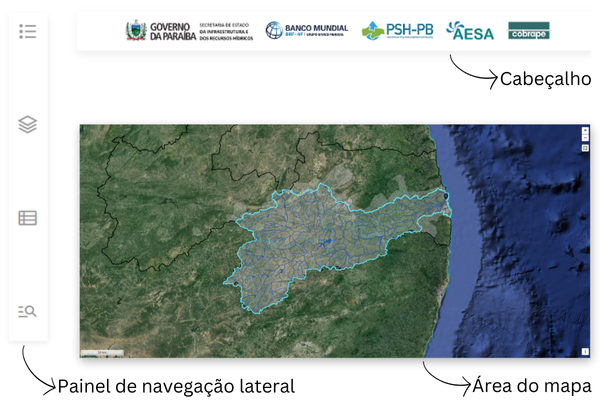 GOVERNO
DA PARAÍBA
SECRETARIA DE ESTADO
DA INFRAESTRUTURA E
DOS RECURSOS HÍDRICOS
BANCO MUNDIAL
PSH-PB
AESA
cobrape
Cabeçalho
Painel de navegação lateral
Área do mapa